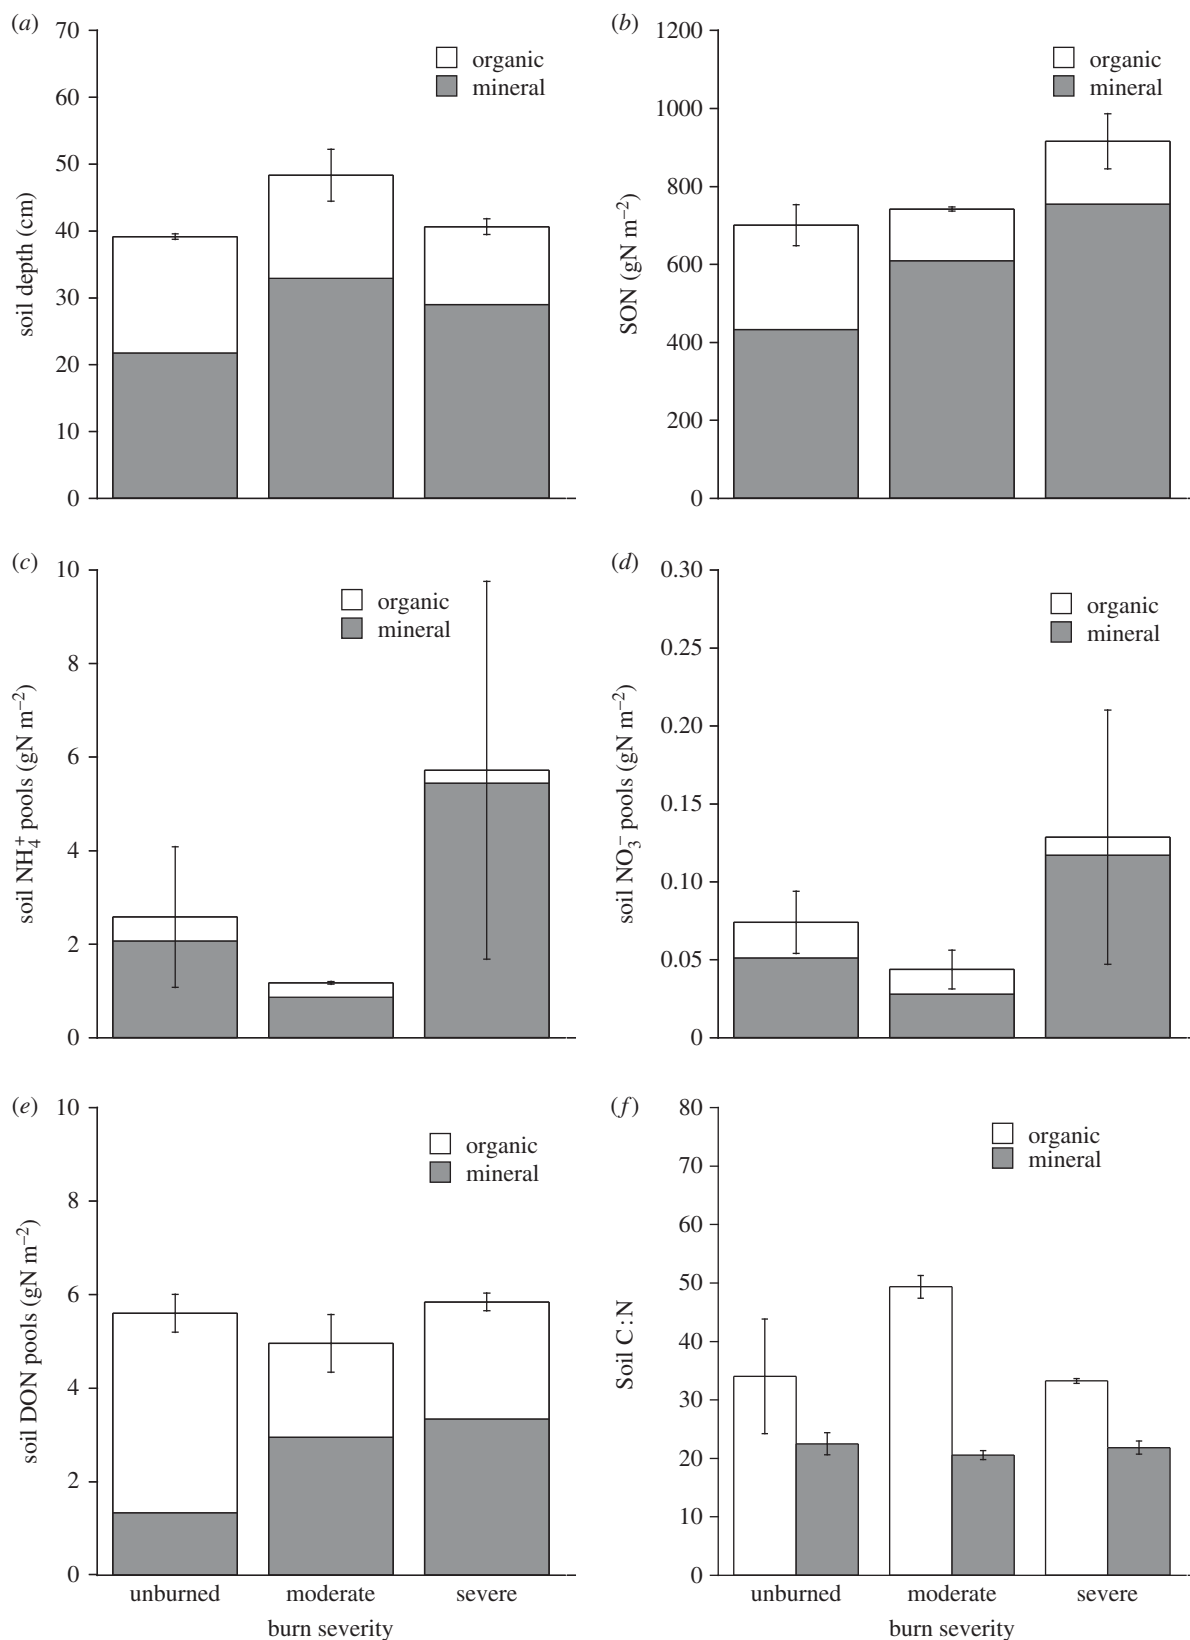 (a)
70
60
50
40
30
20
10
0
soil depth (cm)
organic
mineral
(b)
1200
1000
800
600
400
200
0
SON (gN m⁻²)
organic
mineral
(c)
10
8
6
4
2
0
soil NH₄⁺ pools (gN m⁻²)
organic
mineral
(d)
0.30
0.25
0.20
0.15
0.10
0.05
0
soil NO₃⁻ pools (gN m⁻²)
organic
mineral
(e)
10
8
6
4
2
0
soil DON pools (gN m⁻²)
organic
mineral
unburned
moderate
severe
burn severity
(f)
80
70
60
50
40
30
20
10
0
Soil C:N
organic
mineral
unburned
moderate
severe
burn severity